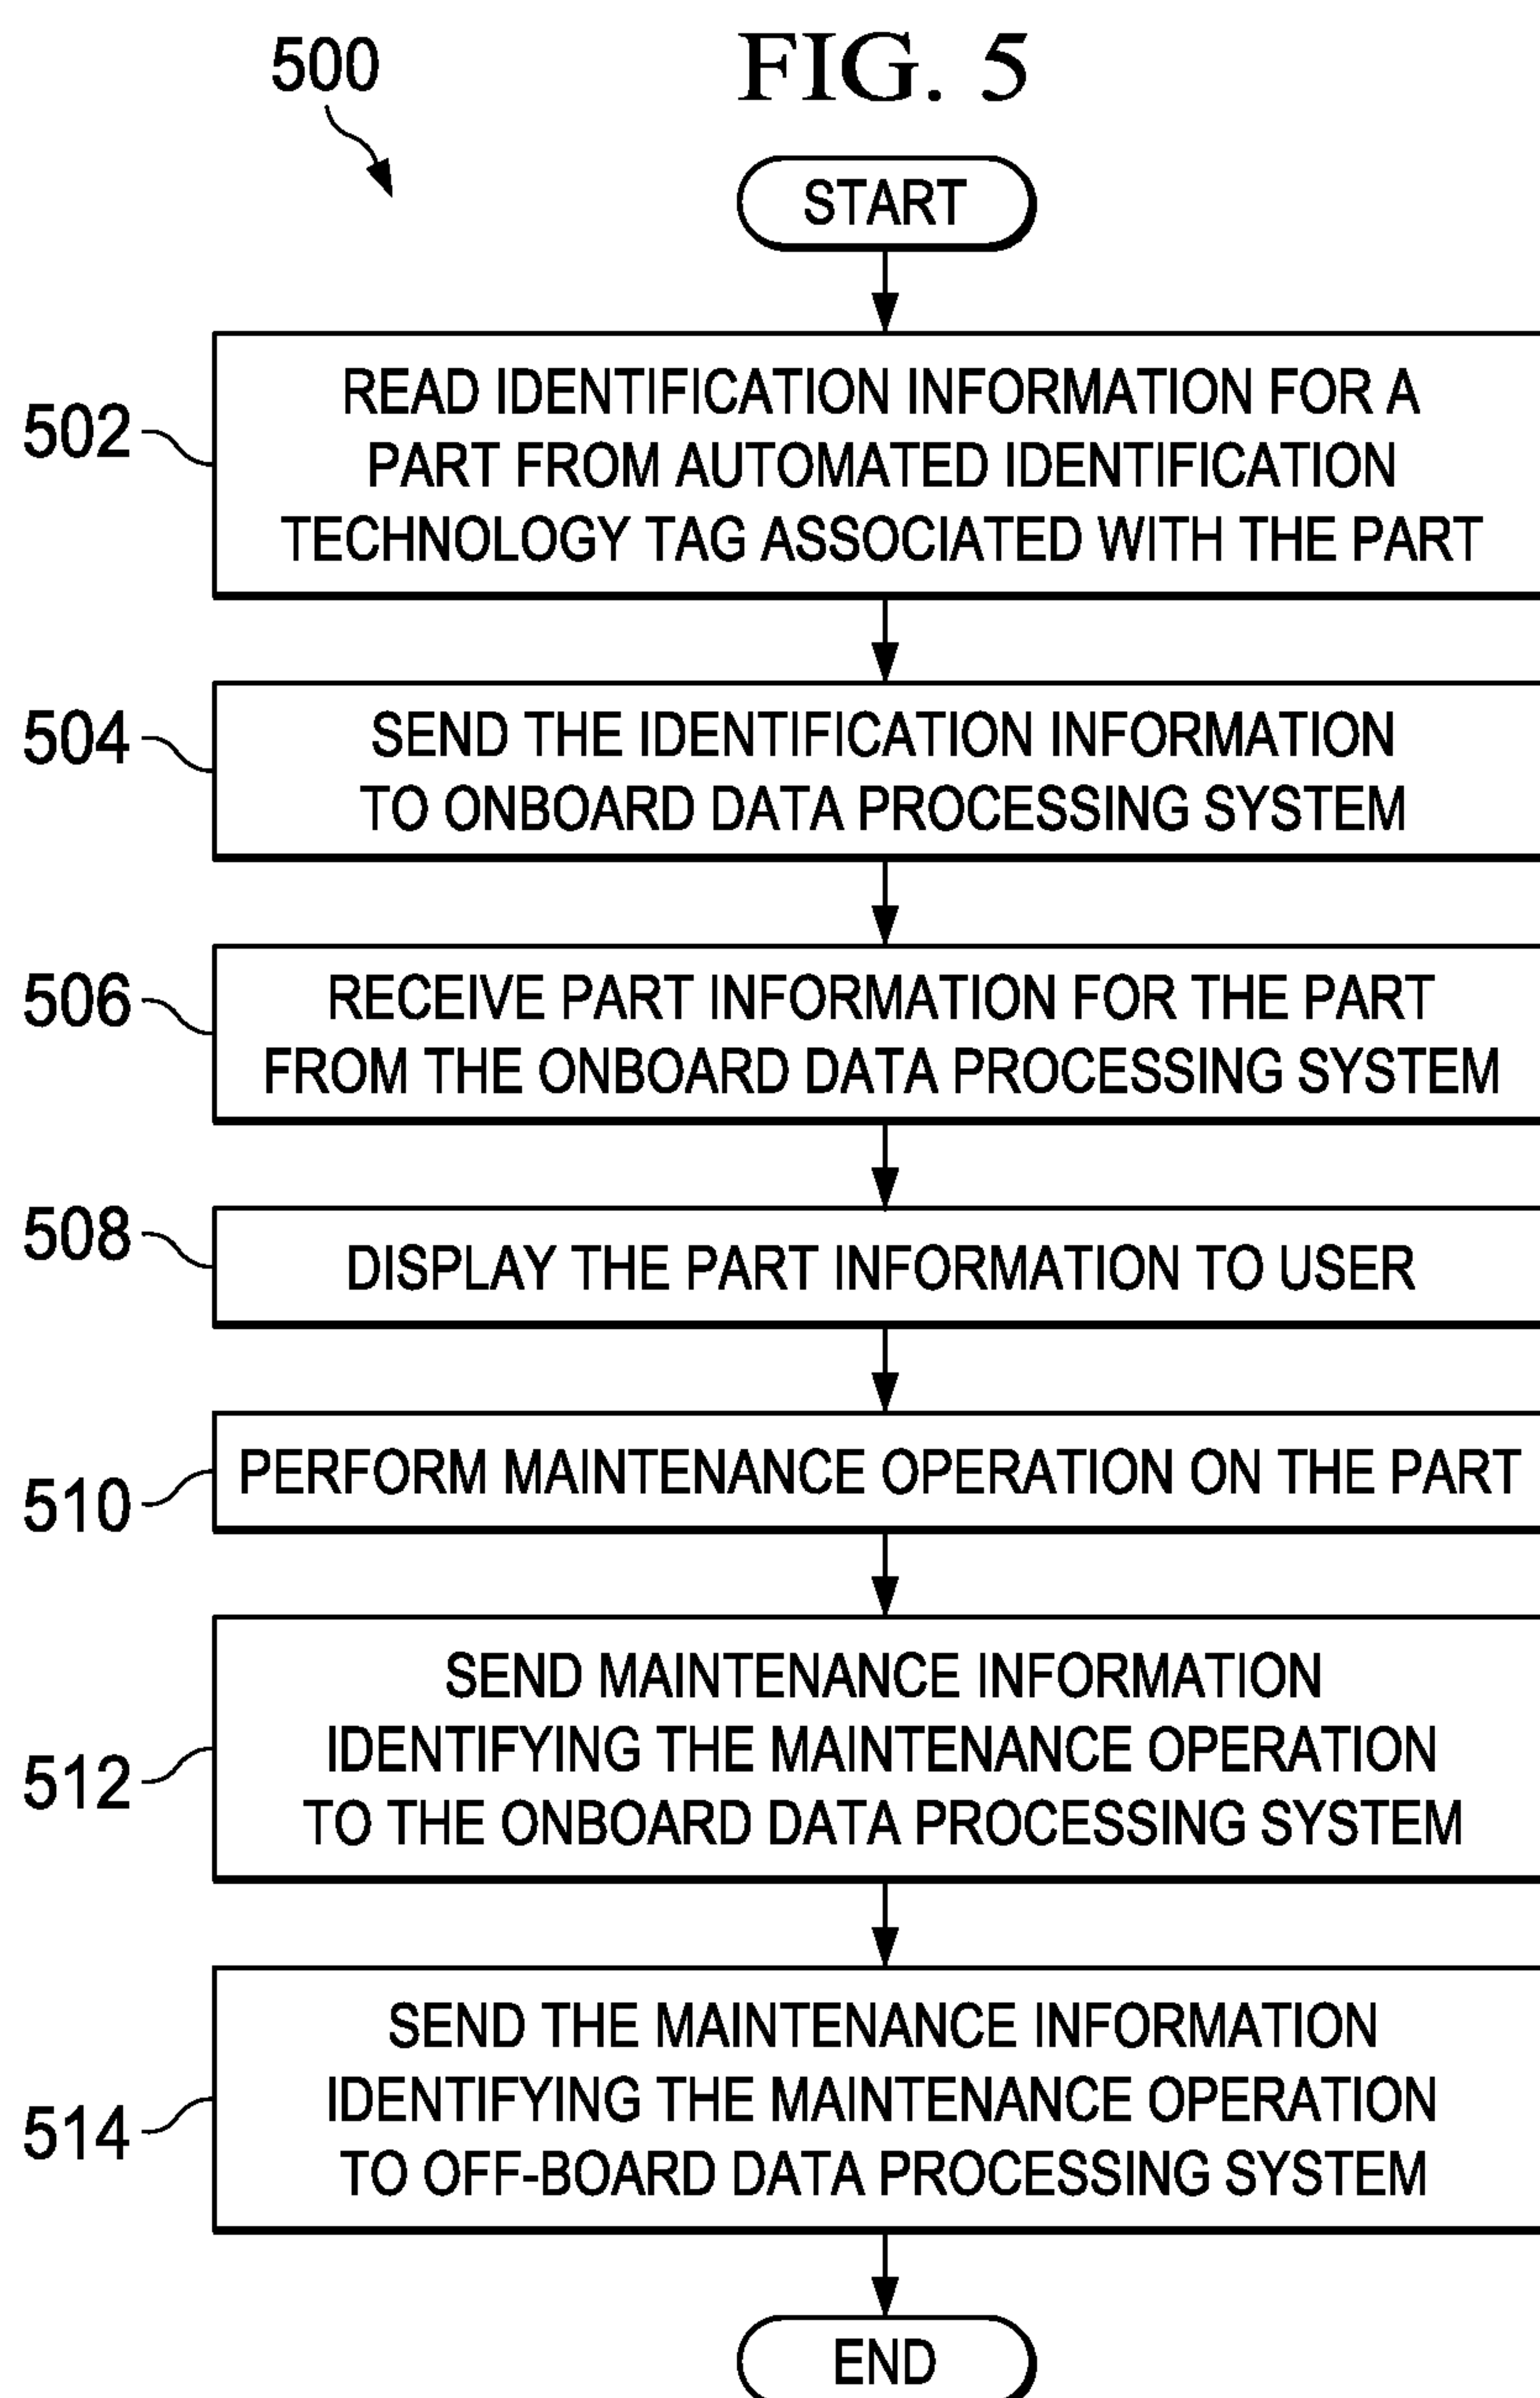 500
FIG. 5
START
502
READ IDENTIFICATION INFORMATION FOR A
PART FROM AUTOMATED IDENTIFICATION
TECHNOLOGY TAG ASSOCIATED WITH THE PART
504
SEND THE IDENTIFICATION INFORMATION
TO ONBOARD DATA PROCESSING SYSTEM
506
RECEIVE PART INFORMATION FOR THE PART
FROM THE ONBOARD DATA PROCESSING SYSTEM
508
DISPLAY THE PART INFORMATION TO USER
510
PERFORM MAINTENANCE OPERATION ON THE PART
512
SEND MAINTENANCE INFORMATION
IDENTIFYING THE MAINTENANCE OPERATION
TO THE ONBOARD DATA PROCESSING SYSTEM
514
SEND THE MAINTENANCE INFORMATION
IDENTIFYING THE MAINTENANCE OPERATION
TO OFF-BOARD DATA PROCESSING SYSTEM
END